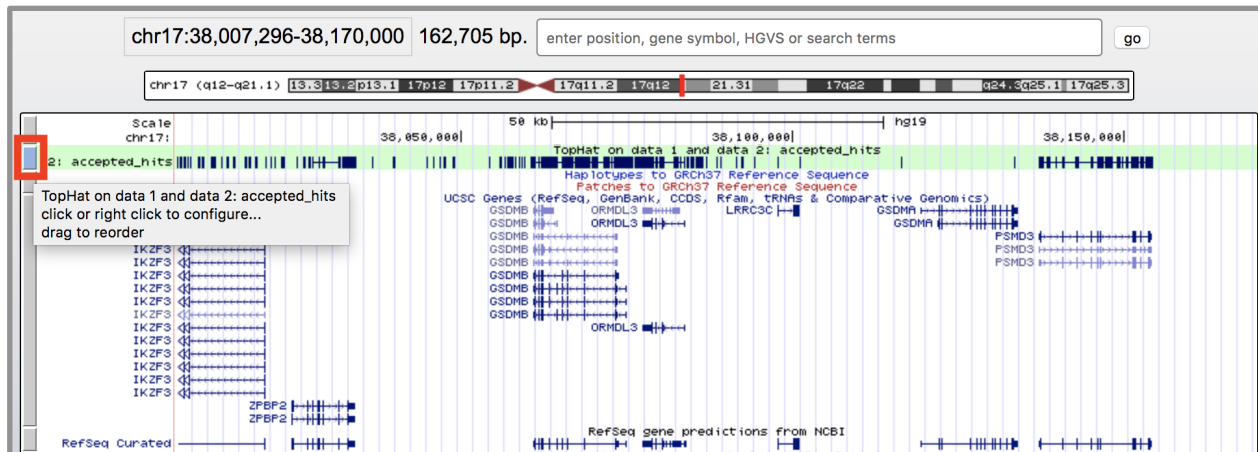 chr17:38,007,296-38,170,000 162,705 bp. enter position, gene symbol, HGVS or search terms go
chr17 (q12-q21.1) 13.3 13.2 p13.1 17p12 17p11.2 17q11.2 17q12 21.31 17q22 q24.3 q25.1 17q25.3
Scale 50 kb hg19
chr17: 38,050,000 38,100,000 38,150,000
TopHat on data 1 and data 2: accepted_hits
2: accepted_hits
Haplotypes to GRCh37 Reference Sequence
Patches to GRCh37 Reference Sequence
UCSC Genes (RefSeq, GenBank, CCDS, Rfam, tRNAs & Comparative Genomics)
TopHat on data 1 and data 2: accepted_hits
click or right click to configure...
drag to reorder
GSDMB ORMDL3 LRRC3C GSDMA
GSDMB ORMDL3 GSDMA
GSDMB PSMD3
IKZF3 GSDMB PSMD3
IKZF3 GSDMB PSMD3
IKZF3 GSDMB
IKZF3 GSDMB
IKZF3 GSDMB
IKZF3 GSDMB
IKZF3 ORMDL3
IKZF3
IKZF3
IKZF3
IKZF3
IKZF3
ZPBP2
ZPBP2
RefSeq gene predictions from NCBI
RefSeq Curated